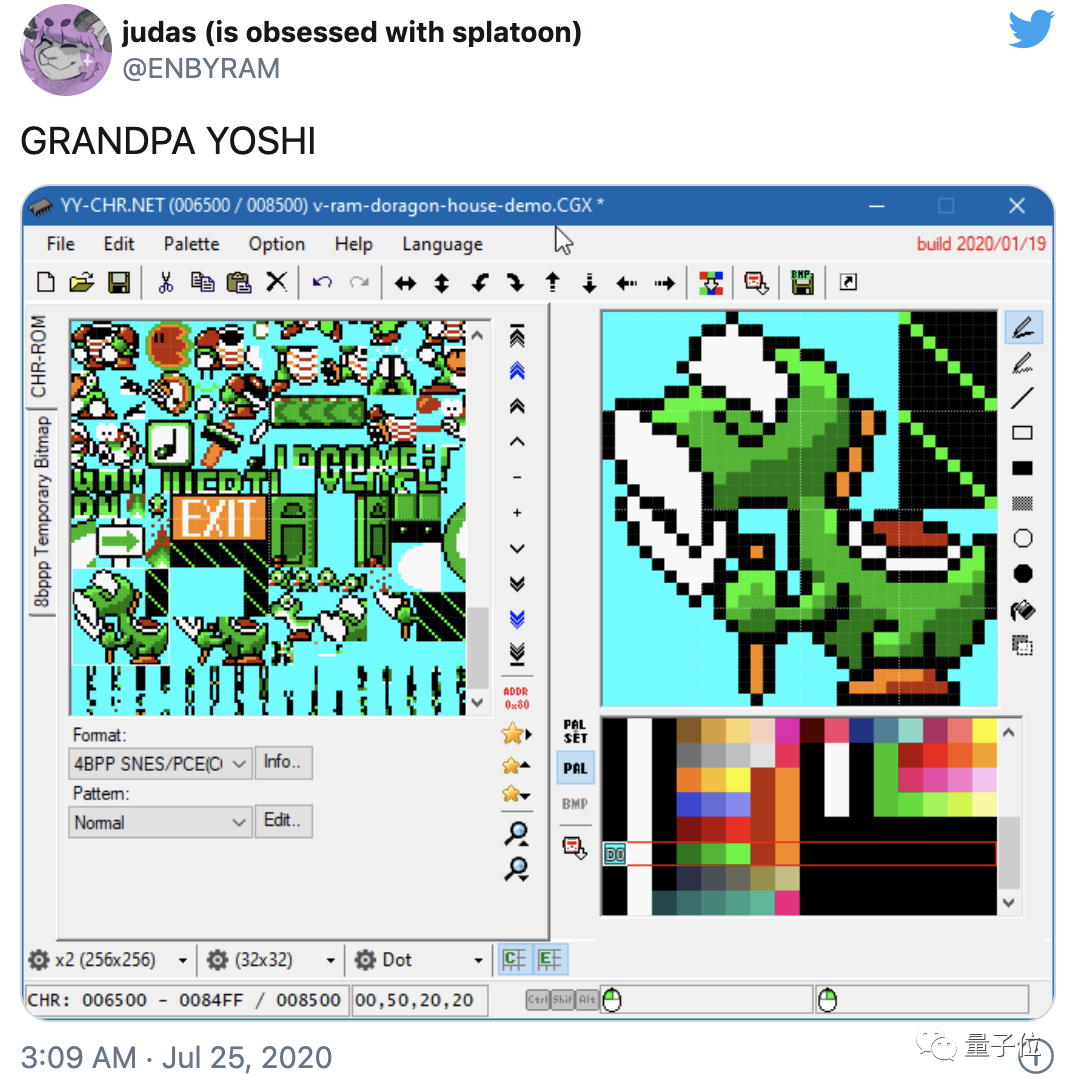 judas (is obsessed with splatoon)
@ENBYRAM
GRANDPA YOSHI
YY-CHR.NET (006500 / 008500) v-ram-doragon-house-demo.CGX *
File Edit Palette Option Help Language build 2020/01/19
BMP
CHR-ROM
8bppp Temporary Bitmap
EXIT
ADDR
0x80
Format:
4BPP SNES/PCE(C Info..
Pattern:
Normal Edit..
PAL
SET
PAL
BMP
D0
x2 (256x256) (32x32) Dot C E
CHR: 006500 - 0084FF / 008500 00,50,20,20 Ctrl Shif Alt
3:09 AM · Jul 25, 2020
量子位